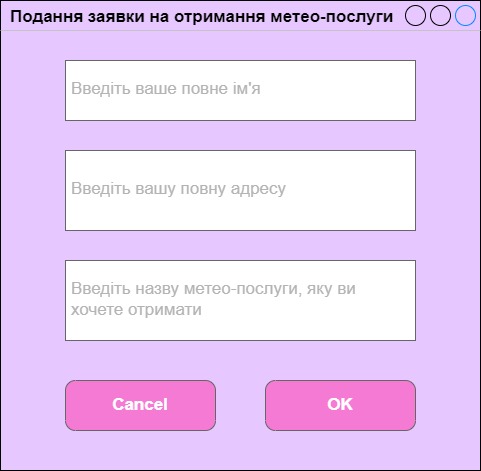 Подання заявки на отримання метео-послуги
Введіть ваше повне ім'я
Введіть вашу повну адресу
Введіть назву метео-послуги, яку ви
хочете отримати
Cancel
OK